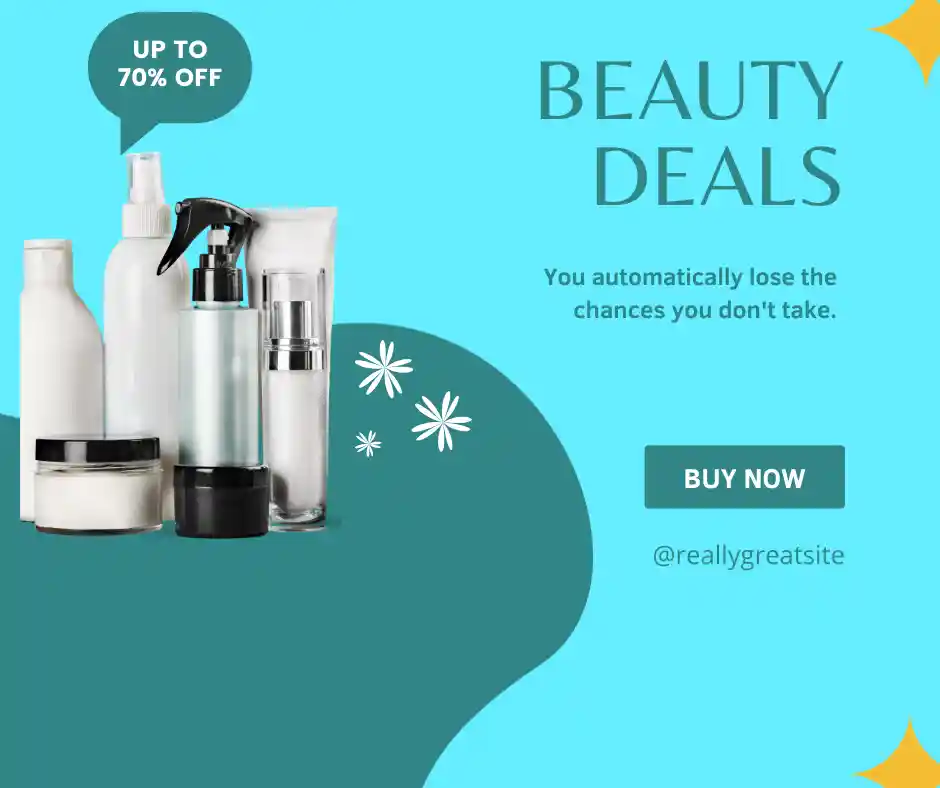 UP TO
70% OFF
BEAUTY
DEALS
You automatically lose the
chances you don't take.
BUY NOW
@reallygreatsite